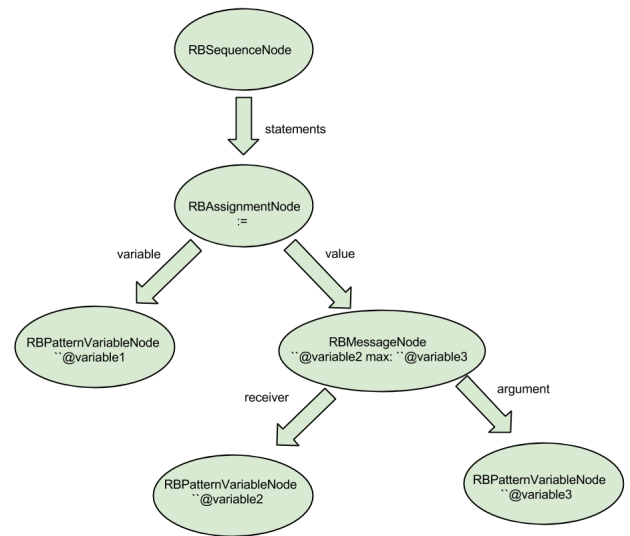 RBSequenceNode
statements
RBAssignmentNode
:=
variable
value
RBPatternVariableNode
``@variable1
RBMessageNode
``@variable2 max: ``@variable3
receiver
argument
RBPatternVariableNode
``@variable2
RBPatternVariableNode
``@variable3